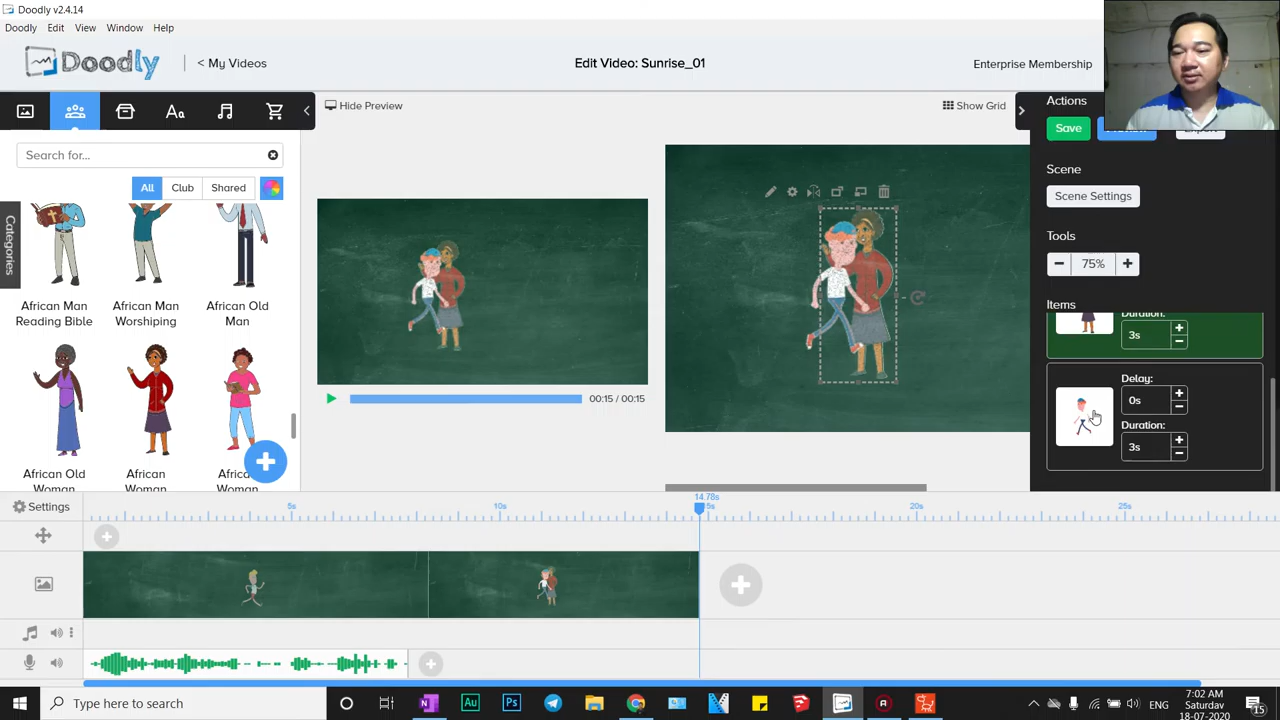 Doodly v2.4.14
Doodly Edit View Window Help
Doodly
< My Videos
Edit Video: Sunrise_01
Enterprise Membership
Hide Preview
Show Grid
Actions
Save
Search for...
All Club Shared
Scene
Scene Settings
Tools
75%
Items
Categories
African Man Reading Bible
African Man Worshiping
African Old Man
African Old Woman
African Woman
00:15 / 00:15
Duration:
3s
Delay:
0s
Duration:
3s
Settings
14.78s
5s 10s 20s 25s
Type here to search
Au
Ps
ENG
7:02 AM
Saturday
18-07-2020
15